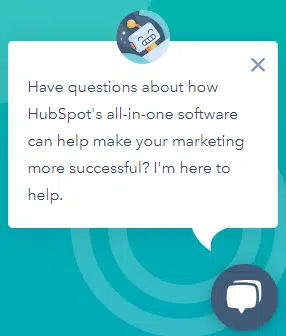 Have questions about how
HubSpot's all-in-one software
can help make your marketing
more successful? I'm here to
help.